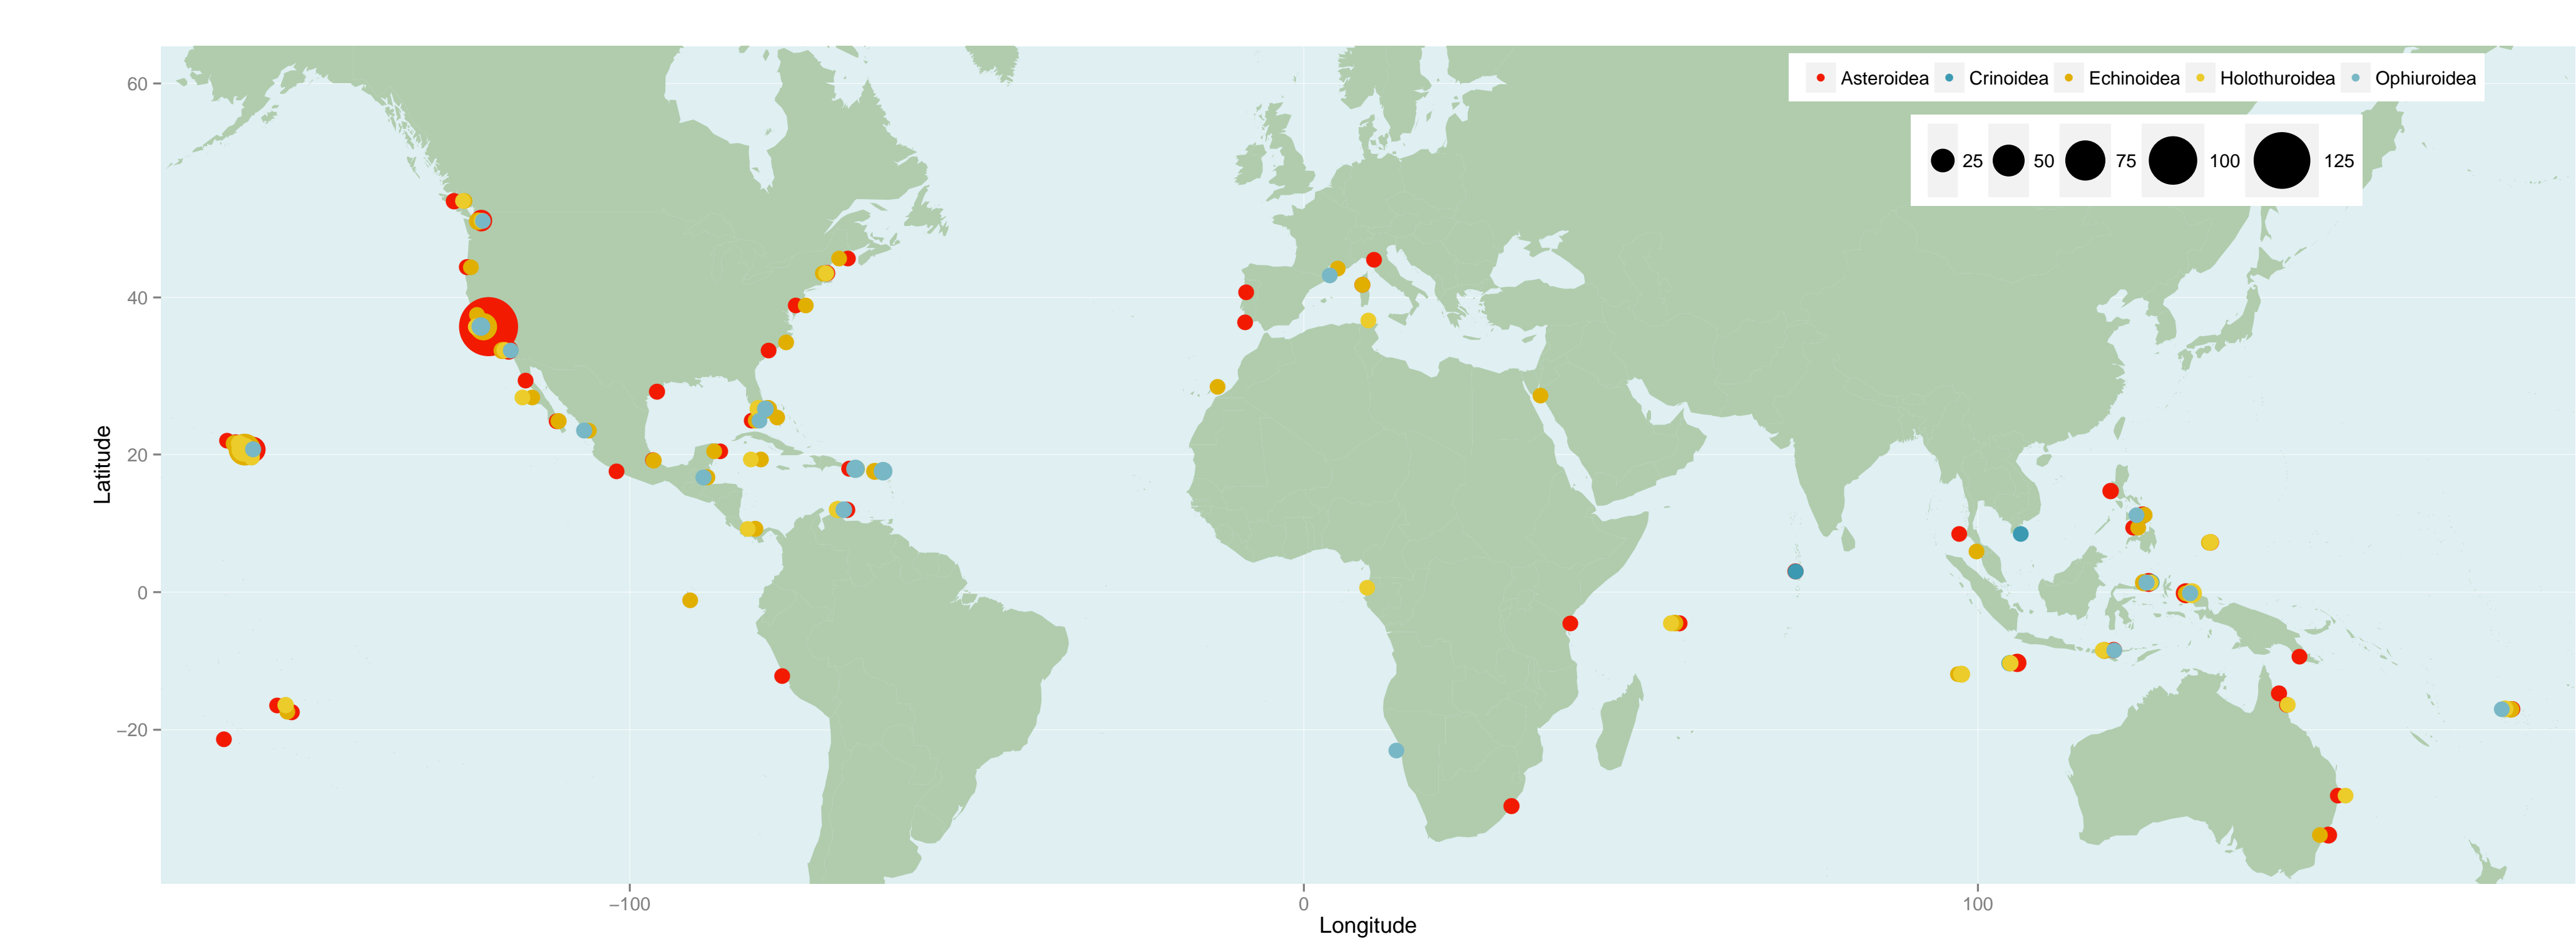 60
Asteroidea Crinoidea Echinoidea Holothuroidea Ophiuroidea
25 50 75 100 125
40
Latitude
20
0
−20
−100 0 100
Longitude